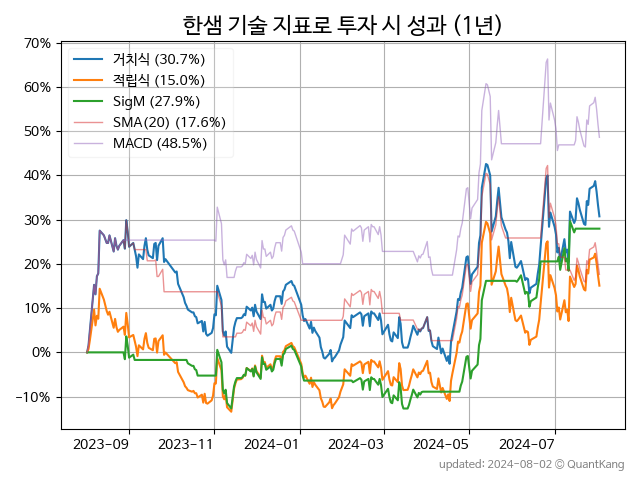 한샘 기술 지표로 투자 시 성과 (1년)
70%
60%
50%
40%
30%
20%
10%
0%
−10%
거치식 (30.7%)
적립식 (15.0%)
SigM (27.9%)
SMA(20) (17.6%)
MACD (48.5%)
2023-09 2023-11 2024-01 2024-03 2024-05 2024-07
updated: 2024-08-02 © QuantKang